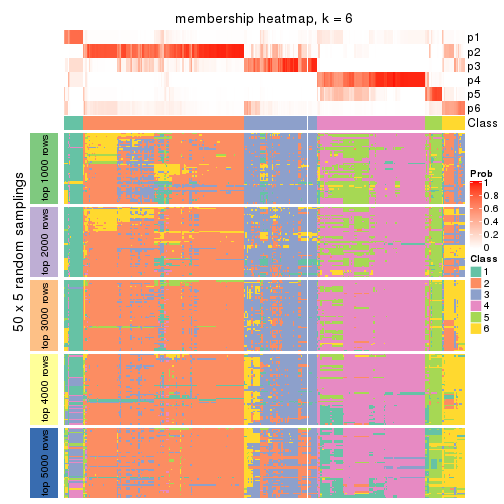 membership heatmap, k = 6
p1
p2
p3
p4
p5
p6
Class
50 x 5 random samplings
top 1000 rows
top 2000 rows
top 3000 rows
top 4000 rows
top 5000 rows
Prob
1
0.8
0.6
0.4
0.2
0
Class
1
2
3
4
5
6